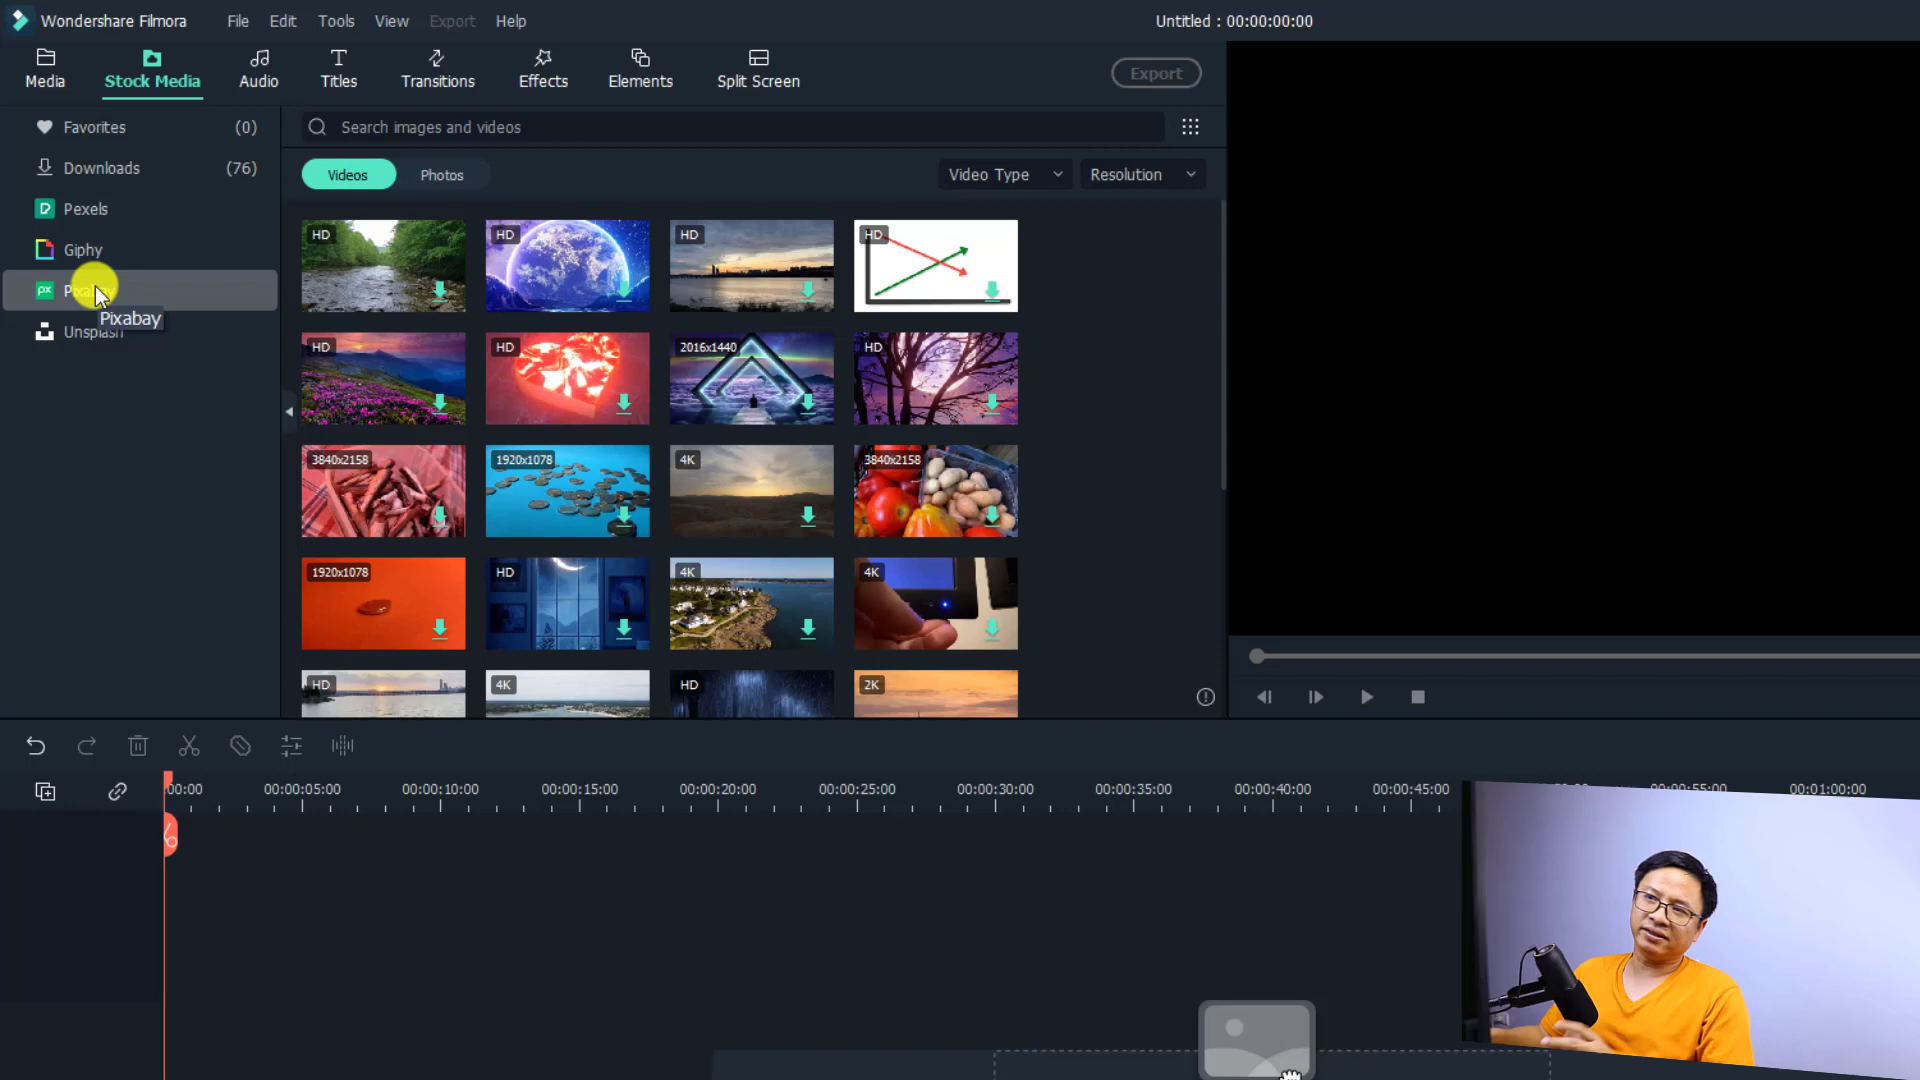 Wondershare Filmora
File
Edit
Tools
View
Export
Help
Untitled : 00:00:00:00
Media
Stock Media
Audio
Titles
Transitions
Effects
Elements
Split Screen
Export
Favorites (0)
Downloads (76)
Pexels
Giphy
Pixabay
Unsplash
Search images and videos
Videos
Photos
Video Type
Resolution
HD
HD
HD
HD
HD
HD
2016x1440
HD
3840x2158
1920x1078
4K
3840x2158
1920x1078
HD
4K
4K
HD
4K
HD
2K
00:00
00:00:05:00
00:00:10:00
00:00:15:00
00:00:20:00
00:00:25:00
00:00:30:00
00:00:35:00
00:00:40:00
00:00:45:00
00:00:55:00
00:01:00:00